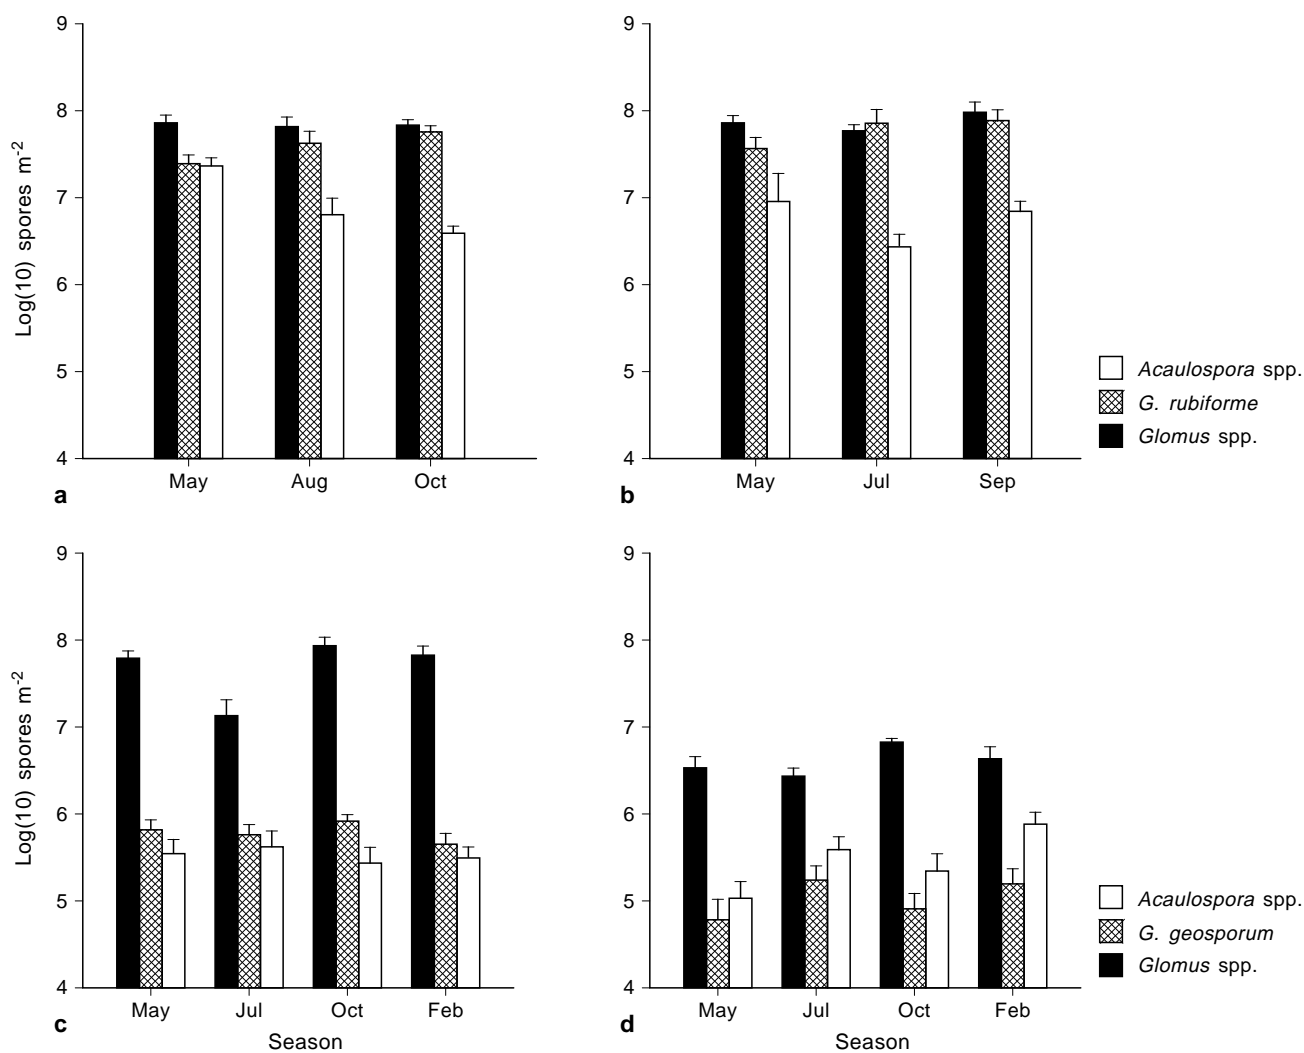 9
8
7
6
5
4
Log(10) spores m-2
May Aug Oct
a
9
8
7
6
5
4
May Jul Sep
b
Acaulospora spp.
G. rubiforme
Glomus spp.
9
8
7
6
5
4
Log(10) spores m-2
May Jul Oct Feb
c
Season
9
8
7
6
5
4
May Jul Oct Feb
d
Season
Acaulospora spp.
G. geosporum
Glomus spp.